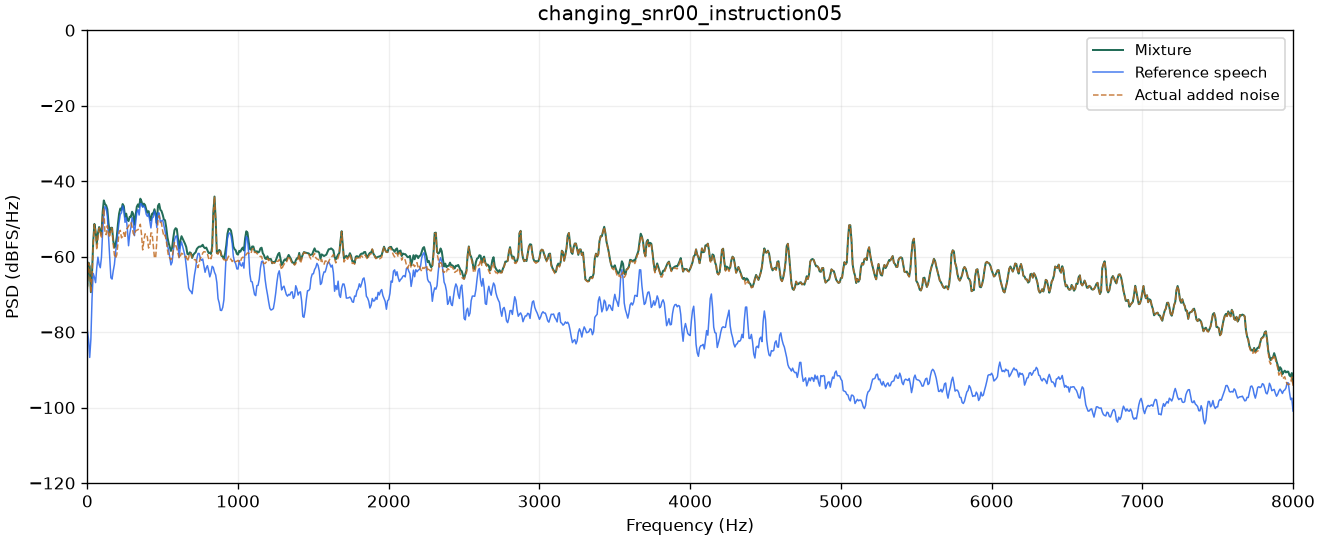 changing_snr00_instruction05
Mixture
Reference speech
Actual added noise
PSD (dBFS/Hz)
0
−20
−40
−60
−80
−100
−120
0 1000 2000 3000 4000 5000 6000 7000 8000
Frequency (Hz)